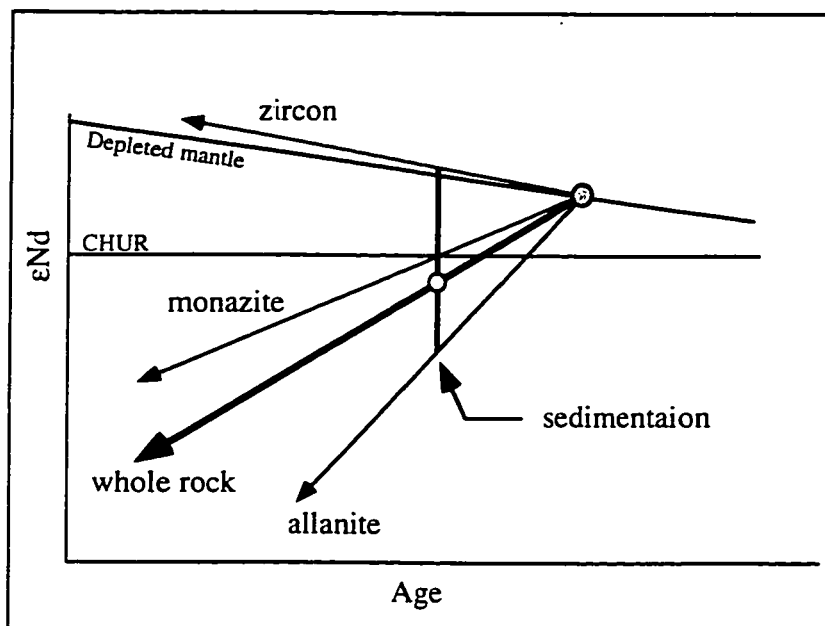 zircon
Depleted mantle
CHUR
εNd
monazite
sedimentaion
whole rock
allanite
Age